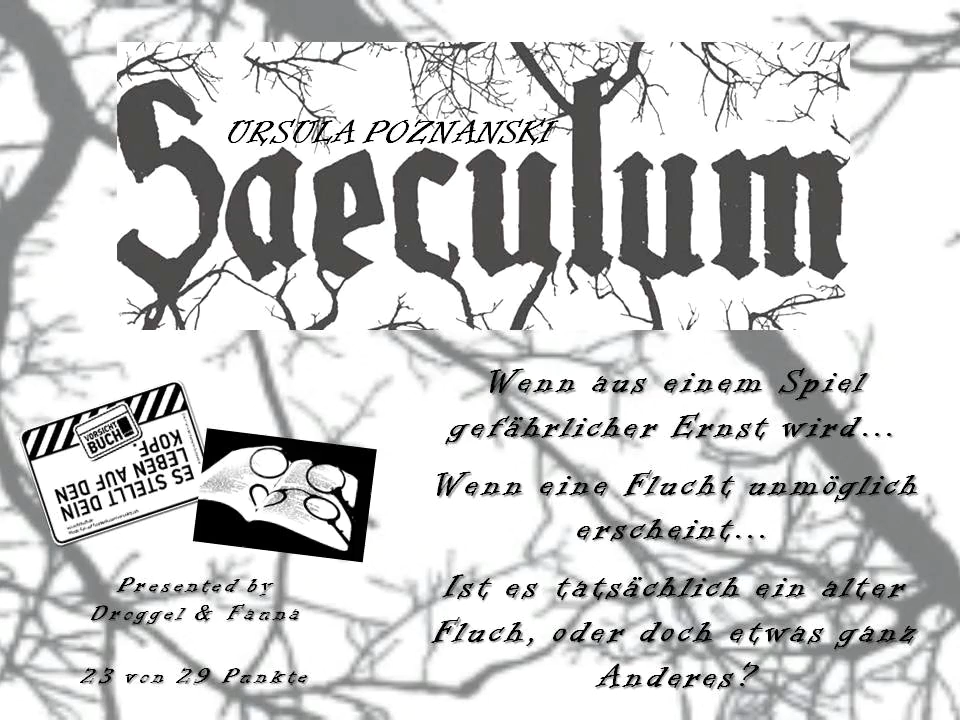 URSULA POZNANSKI
Saeculum
Wenn aus einem Spiel
gefährlicher Ernst wird...
Wenn eine Flucht unmöglich
erscheint...
Ist es tatsächlich ein alter
Fluch, oder doch etwas ganz
Anderes?
VORSICHT
BUCH!
ES STELLT DEIN
LEBEN AUF DEN
KOPF.
Presented by
Droggel & Fauna
23 von 29 Punkte